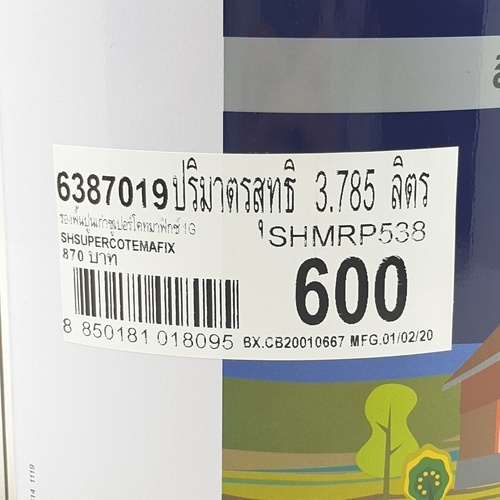 6387019 ปริมาตรสุทธิ 3.785 ลิตร
รองพื้นปูนเก่าซูเปอร์โคทมาฟิกซ์ 1G
SHMRP538
SHSUPERCOTEMAFIX
870 บาท
600
8 850181 018095 BX.CB20010667 MFG.01/02/20
14 1119